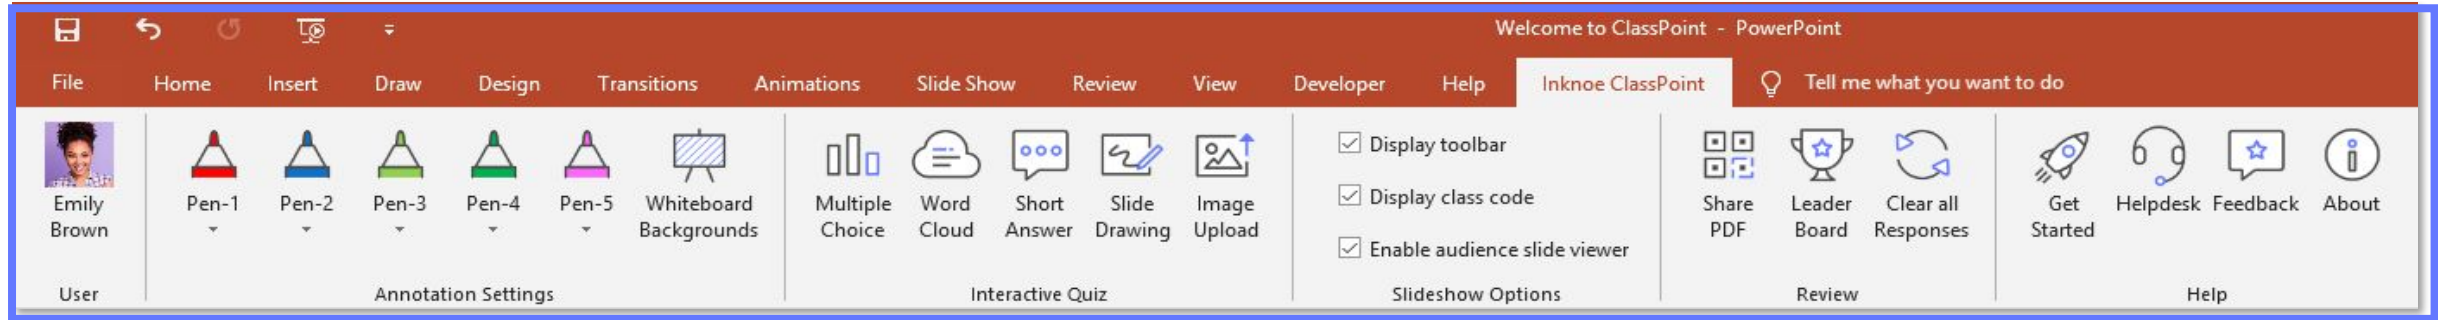 Welcome to ClassPoint - PowerPoint
File Home Insert Draw Design Transitions Animations Slide Show Review View Developer Help Inknoe ClassPoint Tell me what you want to do
Emily
Brown
User
Pen-1 Pen-2 Pen-3 Pen-4 Pen-5 Whiteboard
Backgrounds
Annotation Settings
Multiple
Choice
Word
Cloud
Short
Answer
Slide
Drawing
Image
Upload
Interactive Quiz
Display toolbar
Display class code
Enable audience slide viewer
Slideshow Options
Share
PDF
Leader
Board
Clear all
Responses
Review
Get
Started
Helpdesk
Feedback
About
Help